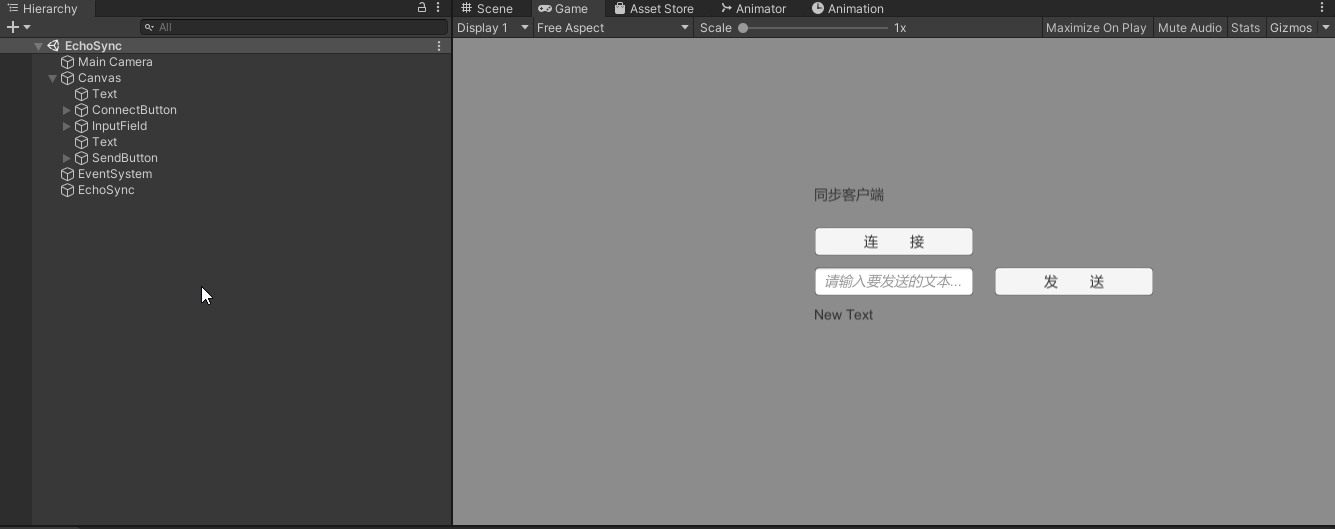 Hierarchy
All
EchoSync
Main Camera
Canvas
Text
ConnectButton
InputField
Text
SendButton
EventSystem
EchoSync
Scene Game Asset Store Animator Animation
Display 1 Free Aspect Scale 1x Maximize On Play Mute Audio Stats Gizmos
同步客户端
连 接
请输入要发送的文本... 发 送
New Text